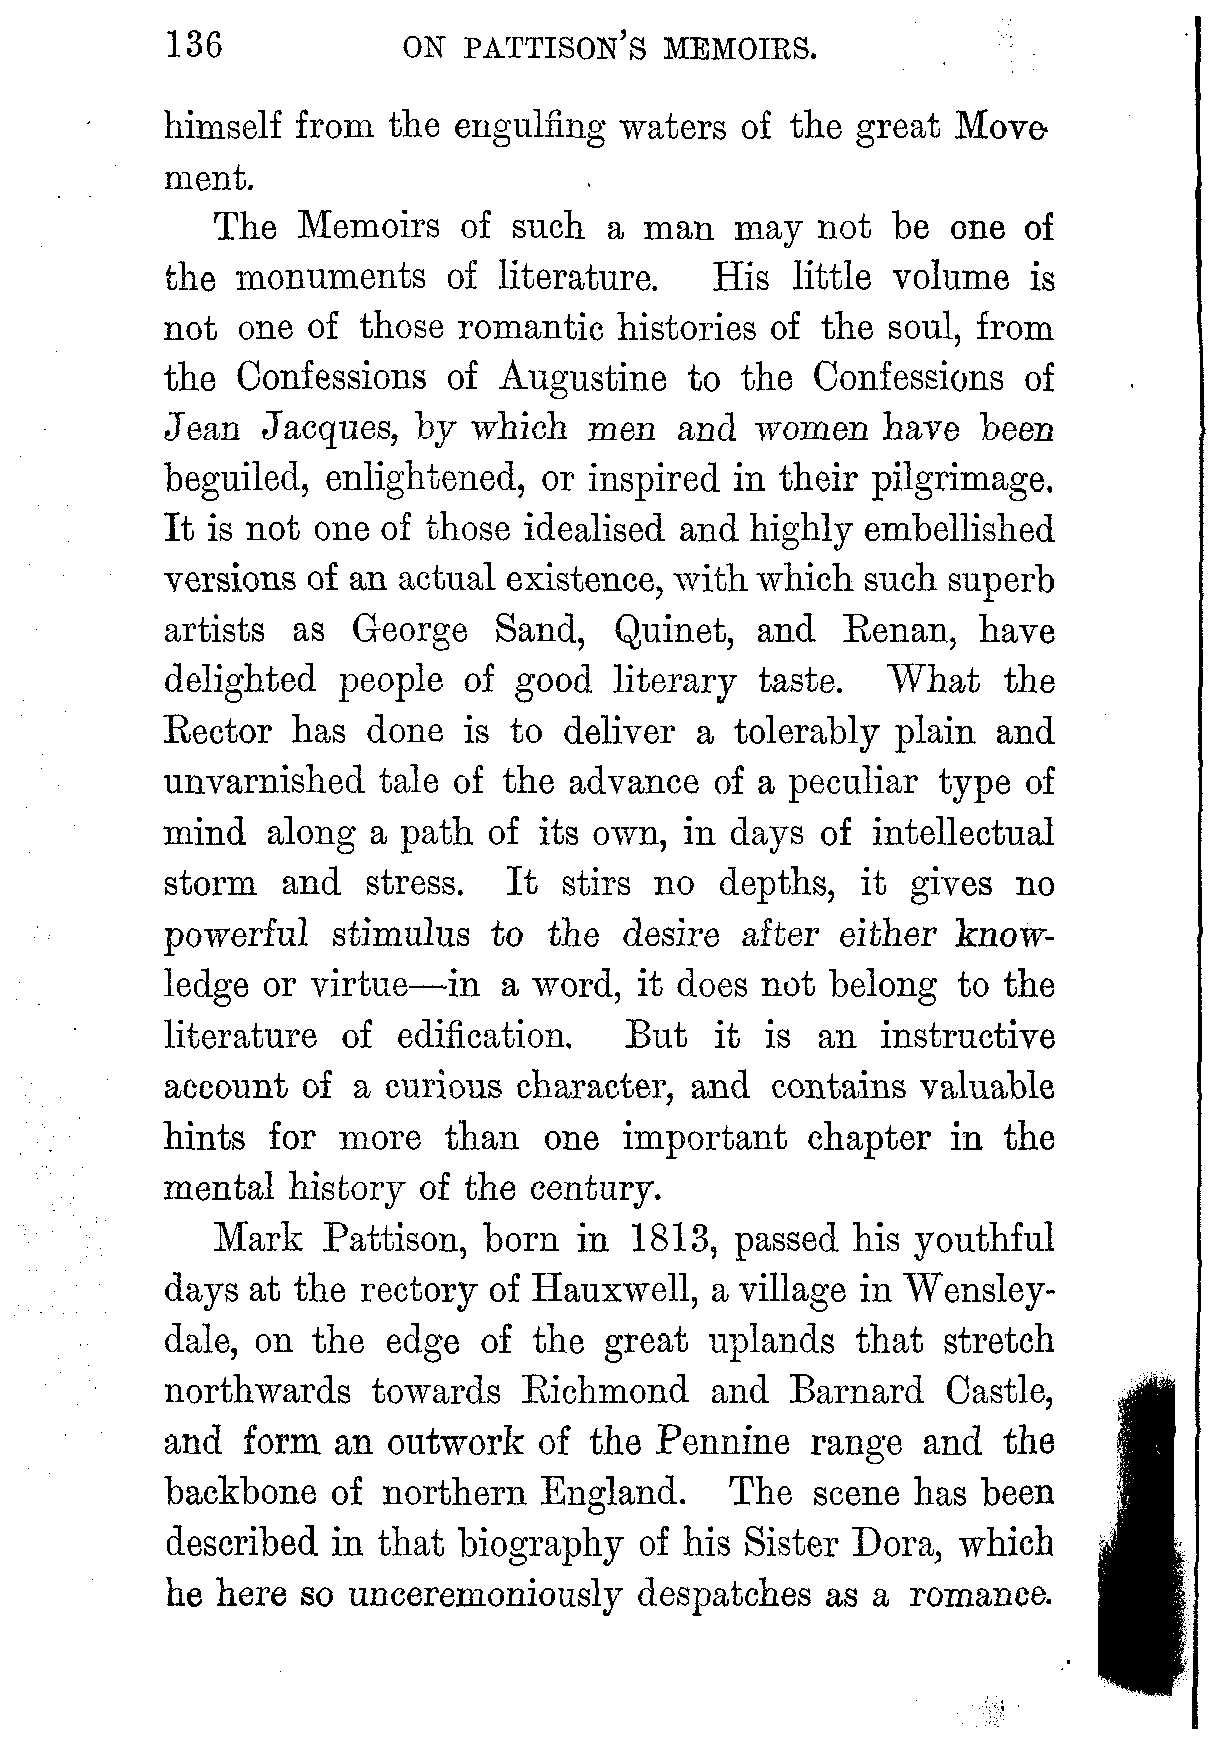 136 ON PATTISON'S MEMOIRS.
himself from the engulfing waters of the great Move-
ment.
The Memoirs of such a man may not be one of
the monuments of literature. His little volume is
not one of those romantic histories of the soul, from
the Confessions of Augustine to the Confessions of
Jean Jacques, by which men and women have been
beguiled, enlightened, or inspired in their pilgrimage.
It is not one of those idealised and highly embellished
versions of an actual existence, with which such superb
artists as George Sand, Quinet, and Renan, have
delighted people of good literary taste. What the
Rector has done is to deliver a tolerably plain and
unvarnished tale of the advance of a peculiar type of
mind along a path of its own, in days of intellectual
storm and stress. It stirs no depths, it gives no
powerful stimulus to the desire after either know-
ledge or virtue—in a word, it does not belong to the
literature of edification. But it is an instructive
account of a curious character, and contains valuable
hints for more than one important chapter in the
mental history of the century.
Mark Pattison, born in 1813, passed his youthful
days at the rectory of Hauxwell, a village in Wensley-
dale, on the edge of the great uplands that stretch
northwards towards Richmond and Barnard Castle,
and form an outwork of the Pennine range and the
backbone of northern England. The scene has been
described in that biography of his Sister Dora, which
he here so unceremoniously despatches as a romance.